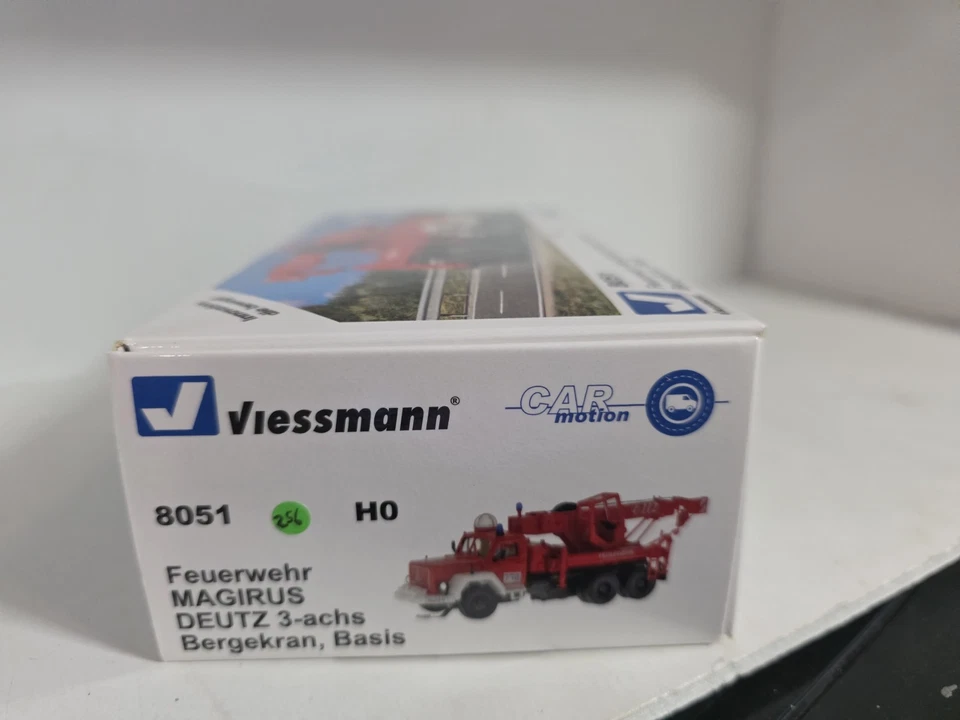 Viessmann®
CAR
motion
8051
256
H0
Feuerwehr
MAGIRUS
DEUTZ 3-achs
Bergekran, Basis